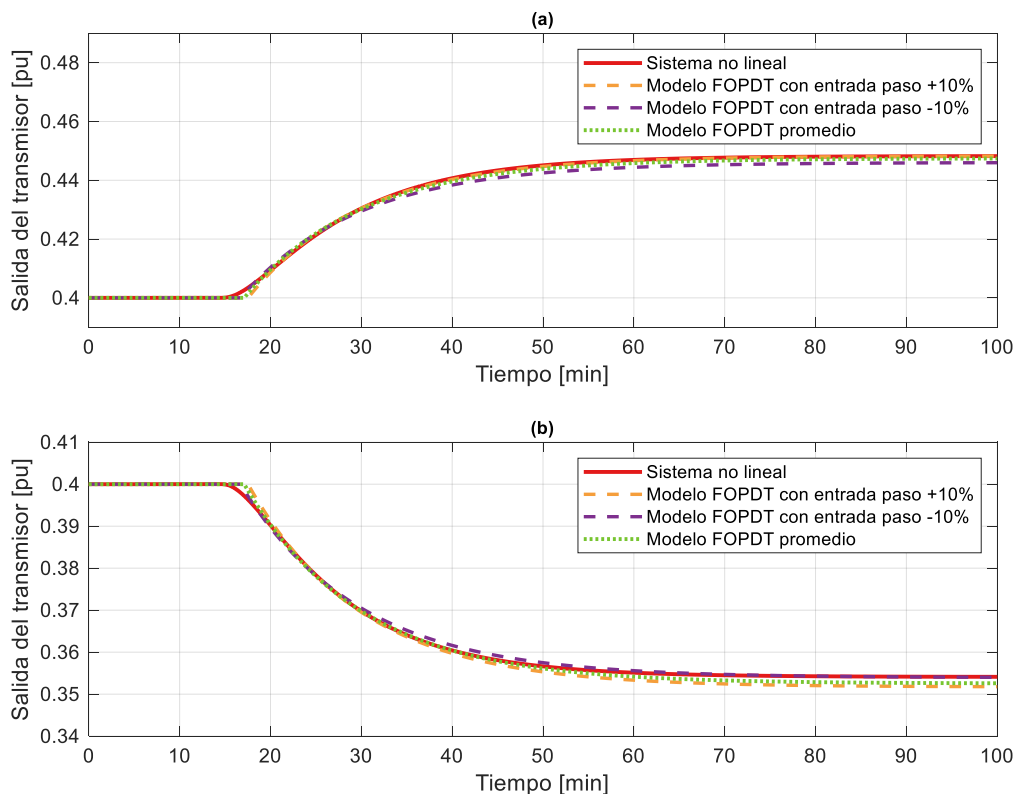 (a)
Salida del transmisor [pu]
0.48
0.46
0.44
0.42
0.4
Sistema no lineal
Modelo FOPDT con entrada paso +10%
Modelo FOPDT con entrada paso -10%
Modelo FOPDT promedio
0 10 20 30 40 50 60 70 80 90 100
Tiempo [min]
(b)
Salida del transmisor [pu]
0.41
0.4
0.39
0.38
0.37
0.36
0.35
0.34
Sistema no lineal
Modelo FOPDT con entrada paso +10%
Modelo FOPDT con entrada paso -10%
Modelo FOPDT promedio
0 10 20 30 40 50 60 70 80 90 100
Tiempo [min]